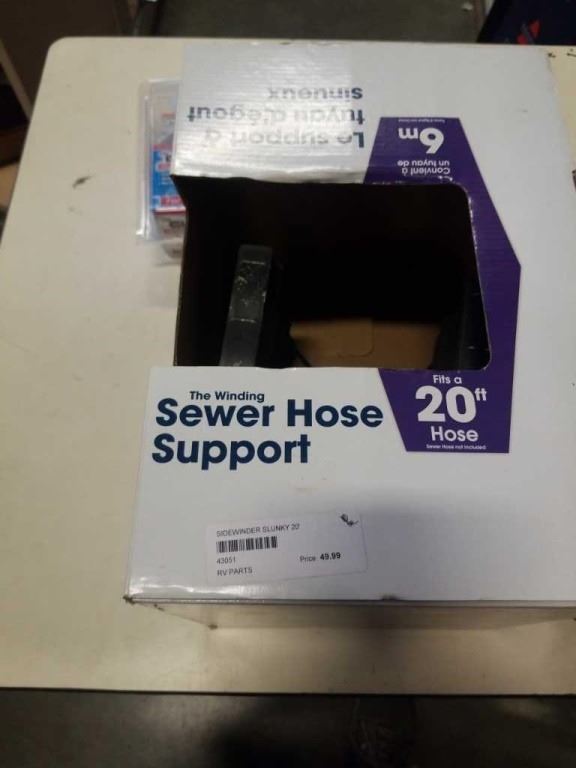 Le support à
tuyau d'égout
sinueux
6m
Convient à
un tuyau de
The Winding
Sewer Hose
Support
Fits a
20ft
Hose
Sewer Hose not included
SIDEWINDER SLUNKY 20'
43051
Price 49.99
RV PARTS